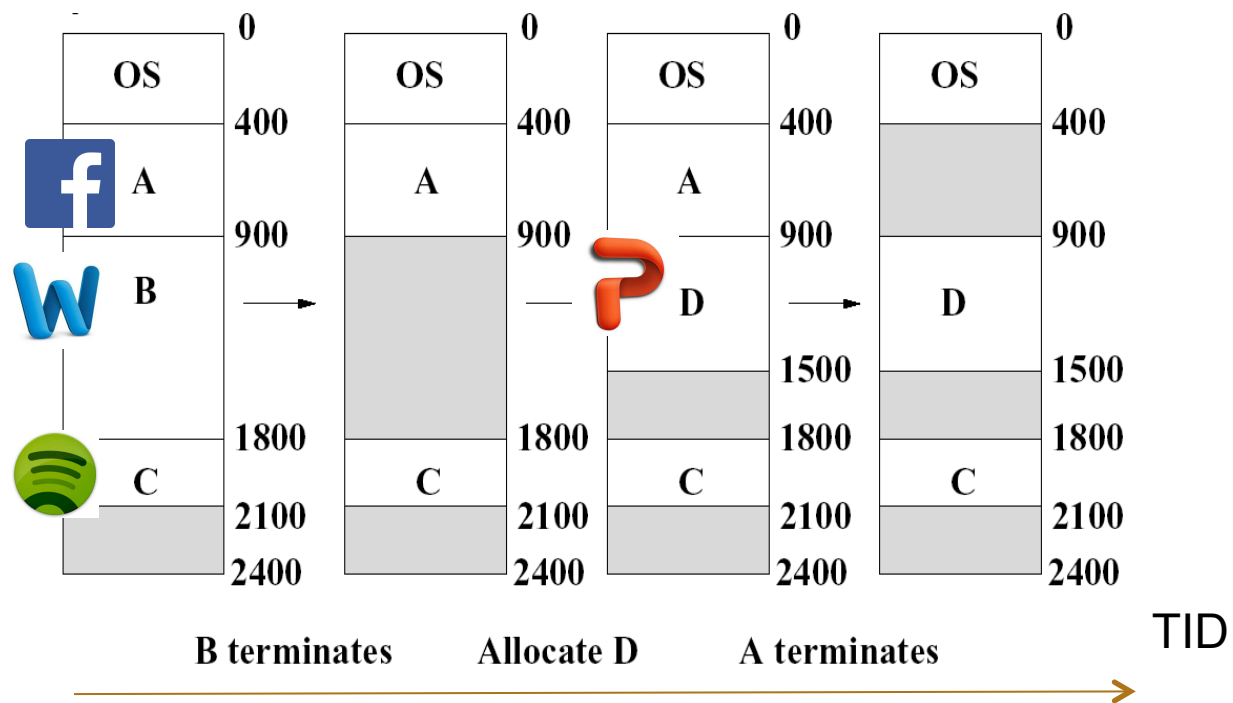 0 0 0 0
OS OS OS OS
400 400 400 400
f A A A
900 900 900 900
W B P D D
1500 1500
1800 1800 1800 1800
C C C C
2100 2100 2100 2100
2400 2400 2400 2400
B terminates Allocate D A terminates TID